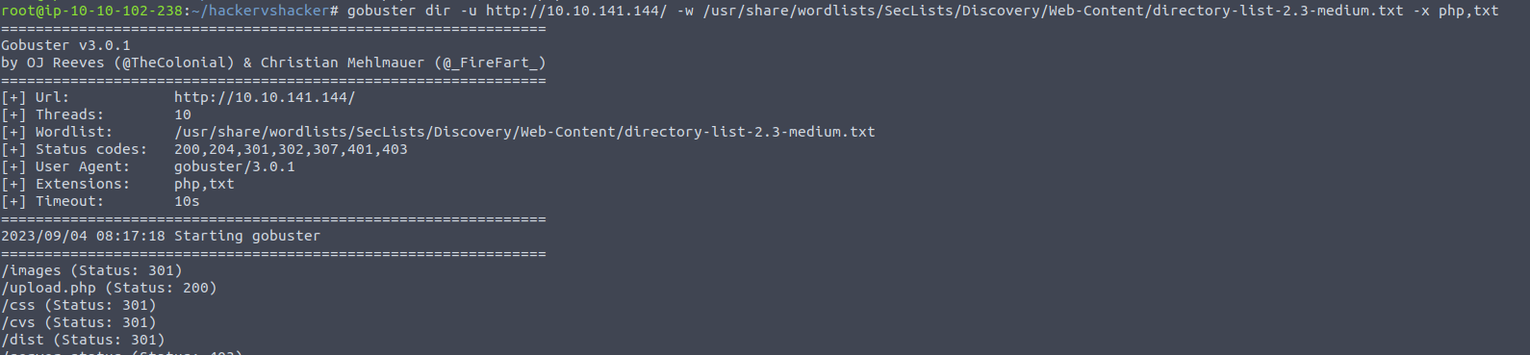 root@ip-10-10-102-238:~/hackervshacker# gobuster dir -u http://10.10.141.144/ -w /usr/share/wordlists/SecLists/Discovery/Web-Content/directory-list-2.3-medium.txt -x php,txt
===============================================================
Gobuster v3.0.1
by OJ Reeves (@TheColonial) & Christian Mehlmauer (@_FireFart_)
===============================================================
[+] Url:            http://10.10.141.144/
[+] Threads:        10
[+] Wordlist:       /usr/share/wordlists/SecLists/Discovery/Web-Content/directory-list-2.3-medium.txt
[+] Status codes:   200,204,301,302,307,401,403
[+] User Agent:     gobuster/3.0.1
[+] Extensions:     php,txt
[+] Timeout:        10s
===============================================================
2023/09/04 08:17:18 Starting gobuster
===============================================================
/images (Status: 301)
/upload.php (Status: 200)
/css (Status: 301)
/cvs (Status: 301)
/dist (Status: 301)